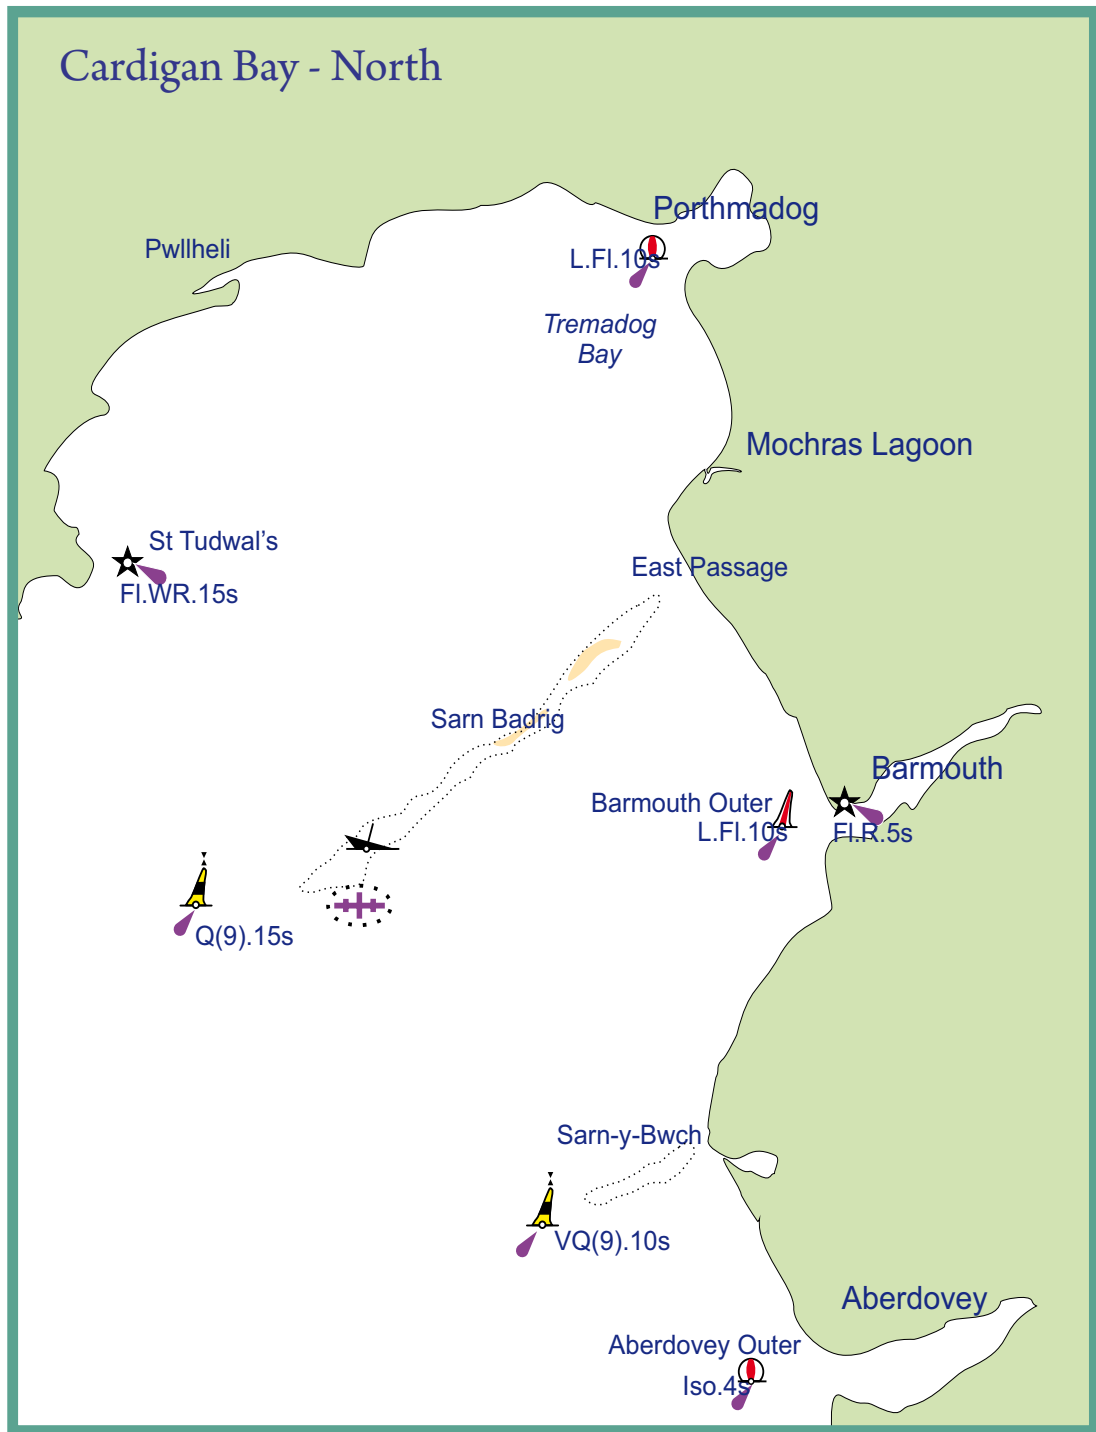 Cardigan Bay - North
Porthmadog
Pwllheli
L.Fl.10s
Tremadog
Bay
Mochras Lagoon
St Tudwal's
East Passage
Fl.WR.15s
Sarn Badrig
Barmouth
Barmouth Outer
L.Fl.10s
Fl.R.5s
Q(9).15s
Sarn-y-Bwch
VQ(9).10s
Aberdovey
Aberdovey Outer
Iso.4s